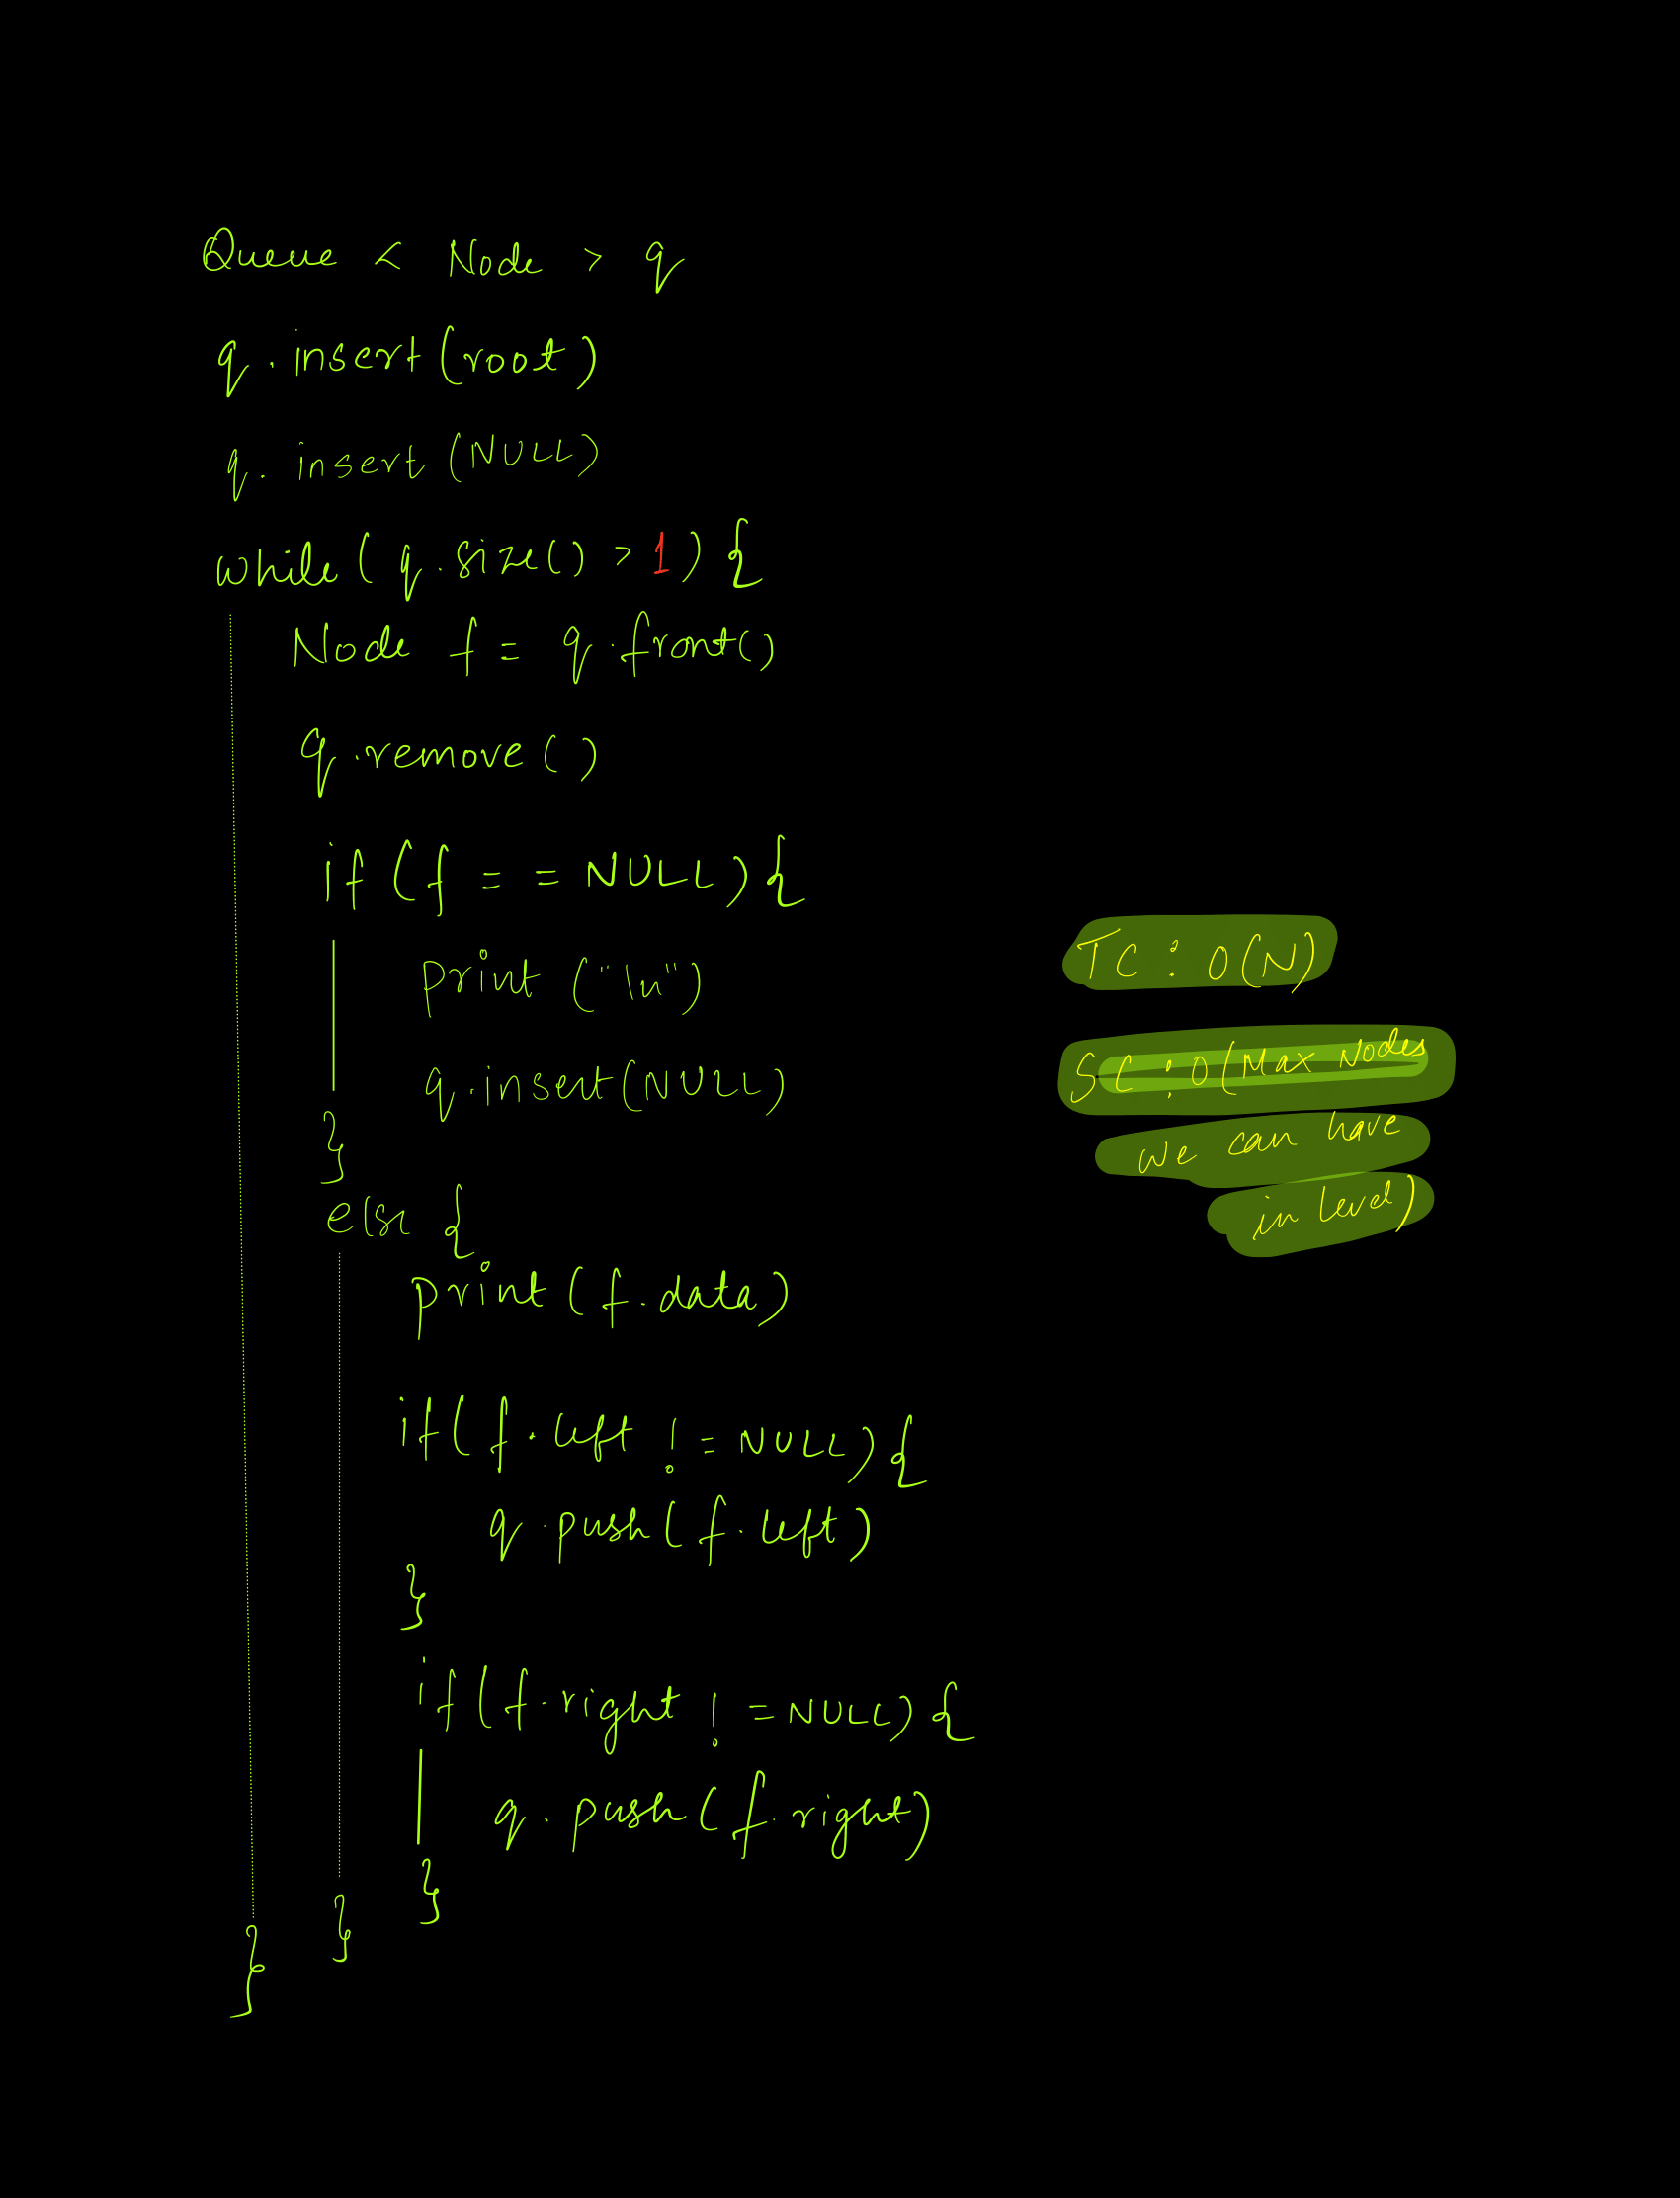 Queue < Node > q
q.insert(root)
q.insert(NULL)
while(q.size() > 1){
Node f = q.front()
q.remove()
if(f == NULL){
print("\n")
q.insert(NULL)
}
else {
print(f.data)
if(f.left != NULL){
q.push(f.left)
}
if(f.right != NULL){
q.push(f.right)
}
}
}
TC : O(N)
SC : O(Max Nodes
we can have
in level)